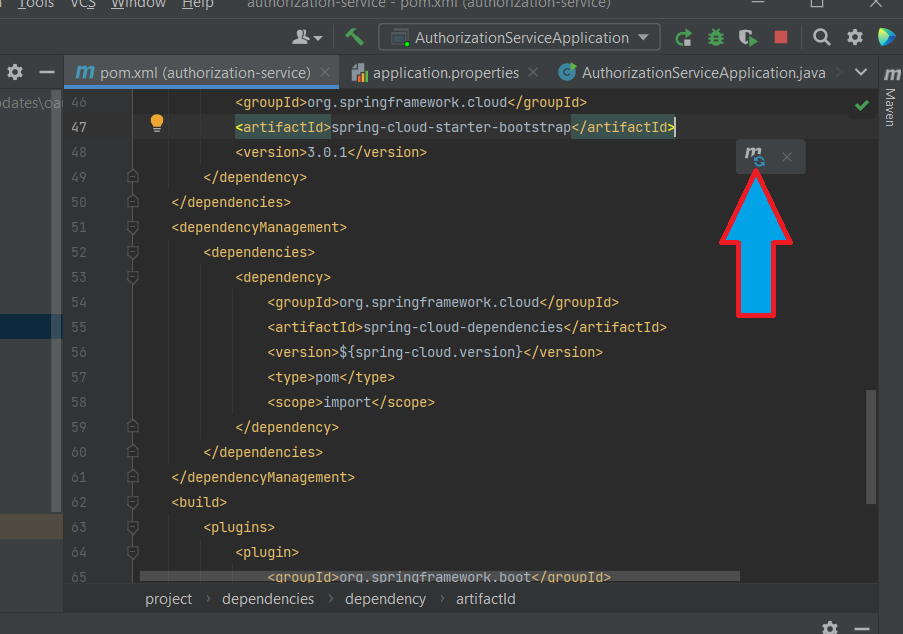 Tools VCS Window Help authorization-service - pom.xml (authorization-service)
AuthorizationServiceApplication
m pom.xml (authorization-service) application.properties C AuthorizationServiceApplication.java m
Maven
46 <groupId>org.springframework.cloud</groupId>
47 <artifactId>spring-cloud-starter-bootstrap</artifactId>
48 <version>3.0.1</version>
49 </dependency>
50 </dependencies>
51 <dependencyManagement>
52 <dependencies>
53 <dependency>
54 <groupId>org.springframework.cloud</groupId>
55 <artifactId>spring-cloud-dependencies</artifactId>
56 <version>${spring-cloud.version}</version>
57 <type>pom</type>
58 <scope>import</scope>
59 </dependency>
60 </dependencies>
61 </dependencyManagement>
62 <build>
63 <plugins>
64 <plugin>
65 <groupId>org.springframework.boot</groupId>
m
project › dependencies › dependency › artifactId